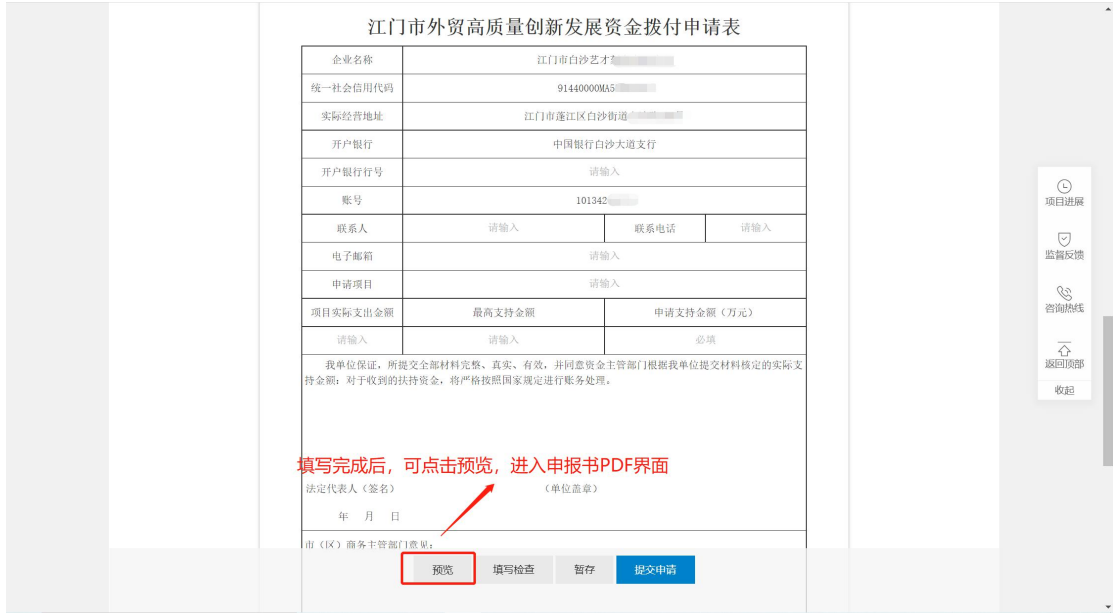 江门市外贸高质量创新发展资金拨付申请表
企业名称 江门市白沙艺才
统一社会信用代码 91440000MA5
实际经营地址 江门市蓬江区白沙街道
开户银行 中国银行白沙大道支行
开户银行行号 请输入
账号 101342
联系人 请输入 联系电话 请输入
电子邮箱 请输入
申请项目 请输入
项目实际支出金额 最高支持金额 申请支持金额（万元）
请输入 请输入 必填
我单位保证，所提交全部材料完整、真实、有效，并同意资金主管部门根据我单位提交材料核定的实际支
持金额；对于收到的扶持资金，将严格按照国家规定进行账务处理。
填写完成后，可点击预览，进入申报书PDF界面
法定代表人（签名） （单位盖章）
年 月 日
市（区）商务主管部门意见：
预览 填写检查 暂存 提交申请
项目进展
监督反馈
咨询热线
返回顶部
收起